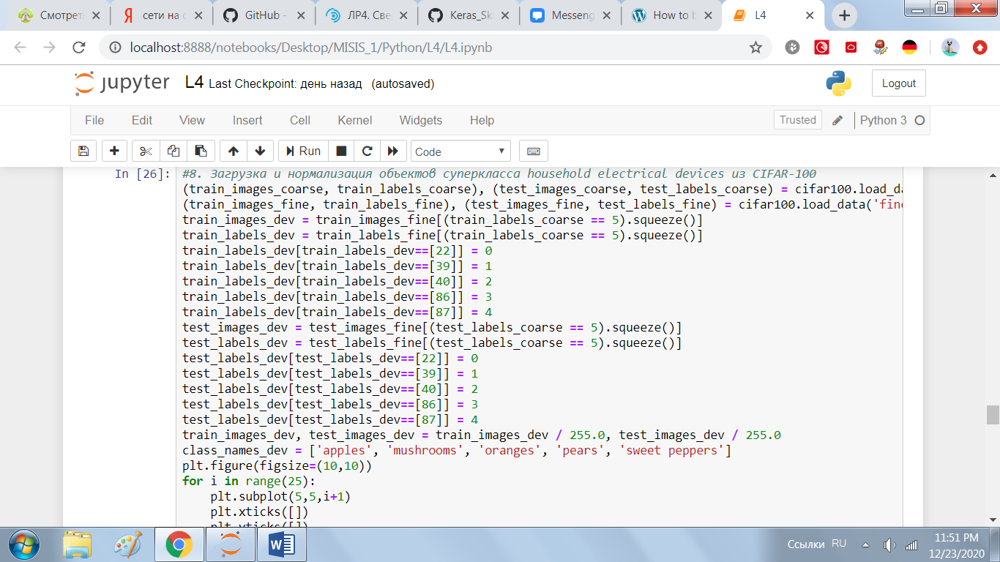 Смотреть
сети на с
GitHub -
ЛР4. Све
Keras_Sk
Messeng
How to b
L4
localhost:8888/notebooks/Desktop/MISIS_1/Python/L4/L4.ipynb
jupyter L4 Last Checkpoint: день назад (autosaved)
Logout
File Edit View Insert Cell Kernel Widgets Help
Trusted
Python 3
Run
Code
In [26]:
#8. Загрузка и нормализация объектов суперкласса household electrical devices из CIFAR-100
(train_images_coarse, train_labels_coarse), (test_images_coarse, test_labels_coarse) = cifar100.load_da
(train_images_fine, train_labels_fine), (test_images_fine, test_labels_fine) = cifar100.load_data('fine
train_images_dev = train_images_fine[(train_labels_coarse == 5).squeeze()]
train_labels_dev = train_labels_fine[(train_labels_coarse == 5).squeeze()]
train_labels_dev[train_labels_dev==[22]] = 0
train_labels_dev[train_labels_dev==[39]] = 1
train_labels_dev[train_labels_dev==[40]] = 2
train_labels_dev[train_labels_dev==[86]] = 3
train_labels_dev[train_labels_dev==[87]] = 4
test_images_dev = test_images_fine[(test_labels_coarse == 5).squeeze()]
test_labels_dev = test_labels_fine[(test_labels_coarse == 5).squeeze()]
test_labels_dev[test_labels_dev==[22]] = 0
test_labels_dev[test_labels_dev==[39]] = 1
test_labels_dev[test_labels_dev==[40]] = 2
test_labels_dev[test_labels_dev==[86]] = 3
test_labels_dev[test_labels_dev==[87]] = 4
train_images_dev, test_images_dev = train_images_dev / 255.0, test_images_dev / 255.0
class_names_dev = ['apples', 'mushrooms', 'oranges', 'pears', 'sweet peppers']
plt.figure(figsize=(10,10))
for i in range(25):
    plt.subplot(5,5,i+1)
    plt.xticks([])
    plt.yticks([])
Ссылки
RU
11:51 PM
12/23/2020